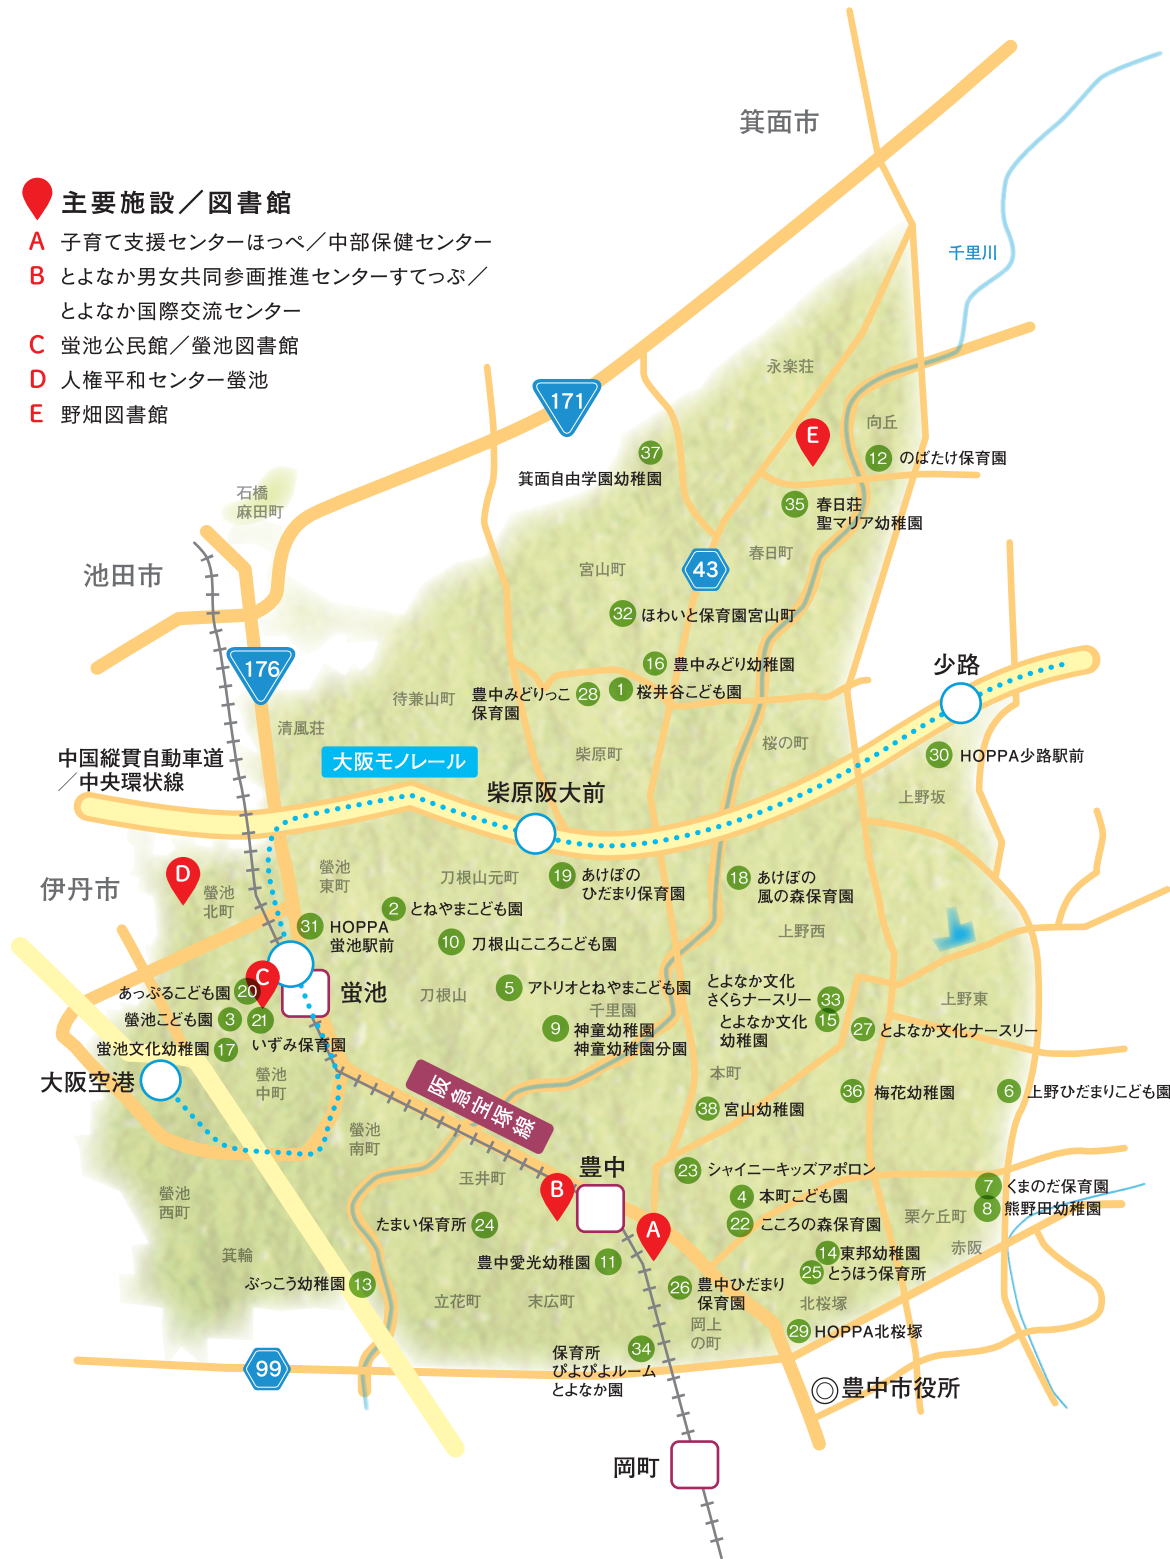 箕面市
千里川
主要施設／図書館
A 子育て支援センターほっぺ／中部保健センター
B とよなか男女共同参画推進センターすてっぷ／
とよなか国際交流センター
C 蛍池公民館／螢池図書館
D 人権平和センター螢池
E 野畑図書館
永楽荘
171
向丘
E
37
箕面自由学園幼稚園
12 のばたけ保育園
石橋
麻田町
35 春日荘
聖マリア幼稚園
春日町
池田市
宮山町
43
32 ほわいと保育園宮山町
176
16 豊中みどり幼稚園
少路
待兼山町
豊中みどりっこ
保育園
28
1 桜井谷こども園
清風荘
桜の町
柴原町
中国縦貫自動車道
／中央環状線
大阪モノレール
30 HOPPA少路駅前
柴原阪大前
上野坂
伊丹市
D
螢池
北町
螢池
東町
刀根山元町
19 あけぼの
ひだまり保育園
18 あけぼの
風の森保育園
2 とねやまこども園
31 HOPPA
蛍池駅前
10 刀根山こころこども園
上野西
C
あっぷるこども園 20
蛍池
刀根山
5 アトリオとねやまこども園
千里園
とよなか文化
さくらナースリー 33
上野東
螢池こども園 3
21
いずみ保育園
9 神童幼稚園
神童幼稚園分園
とよなか文化
幼稚園
15
27 とよなか文化ナースリー
蛍池文化幼稚園 17
大阪空港
螢池
中町
本町
36 梅花幼稚園
6 上野ひだまりこども園
阪急宝塚線
38 宮山幼稚園
螢池
南町
豊中
玉井町
23 シャイニーキッズアポロン
7 くまのだ保育園
螢池
西町
B
4 本町こども園
8 熊野田幼稚園
たまい保育所 24
A
22 こころの森保育園
栗ケ丘町
赤阪
箕輪
豊中愛光幼稚園 11
14 東邦幼稚園
25 とうほう保育所
ぶっこう幼稚園 13
26 豊中ひだまり
保育園
立花町
末広町
北桜塚
岡上
の町
29 HOPPA北桜塚
99
保育所
ぴよぴよルーム
とよなか園
34
豊中市役所
岡町